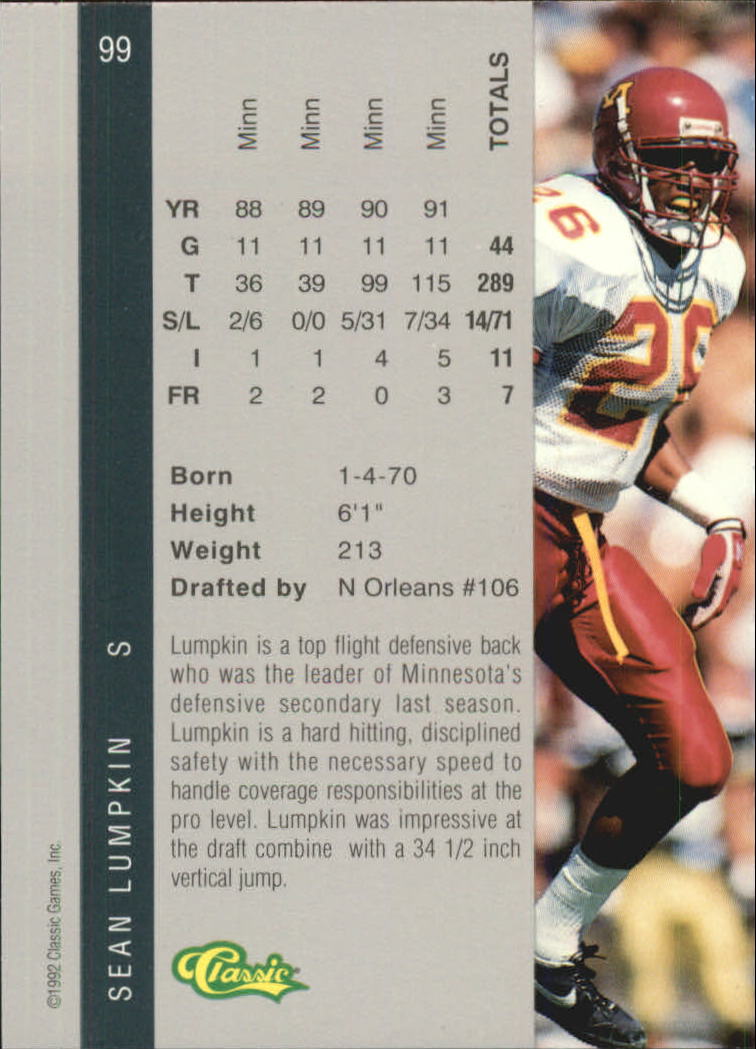 99
SEAN LUMPKIN S
©1992 Classic Games, Inc.
Minn Minn Minn Minn TOTALS
YR 88 89 90 91
G 11 11 11 11 44
T 36 39 99 115 289
S/L 2/6 0/0 5/31 7/34 14/71
I 1 1 4 5 11
FR 2 2 0 3 7
Born 1-4-70
Height 6'1"
Weight 213
Drafted by N Orleans #106
Lumpkin is a top flight defensive back
who was the leader of Minnesota's
defensive secondary last season.
Lumpkin is a hard hitting, disciplined
safety with the necessary speed to
handle coverage responsibilities at the
pro level. Lumpkin was impressive at
the draft combine with a 34 1/2 inch
vertical jump.
Classic
M
26
26